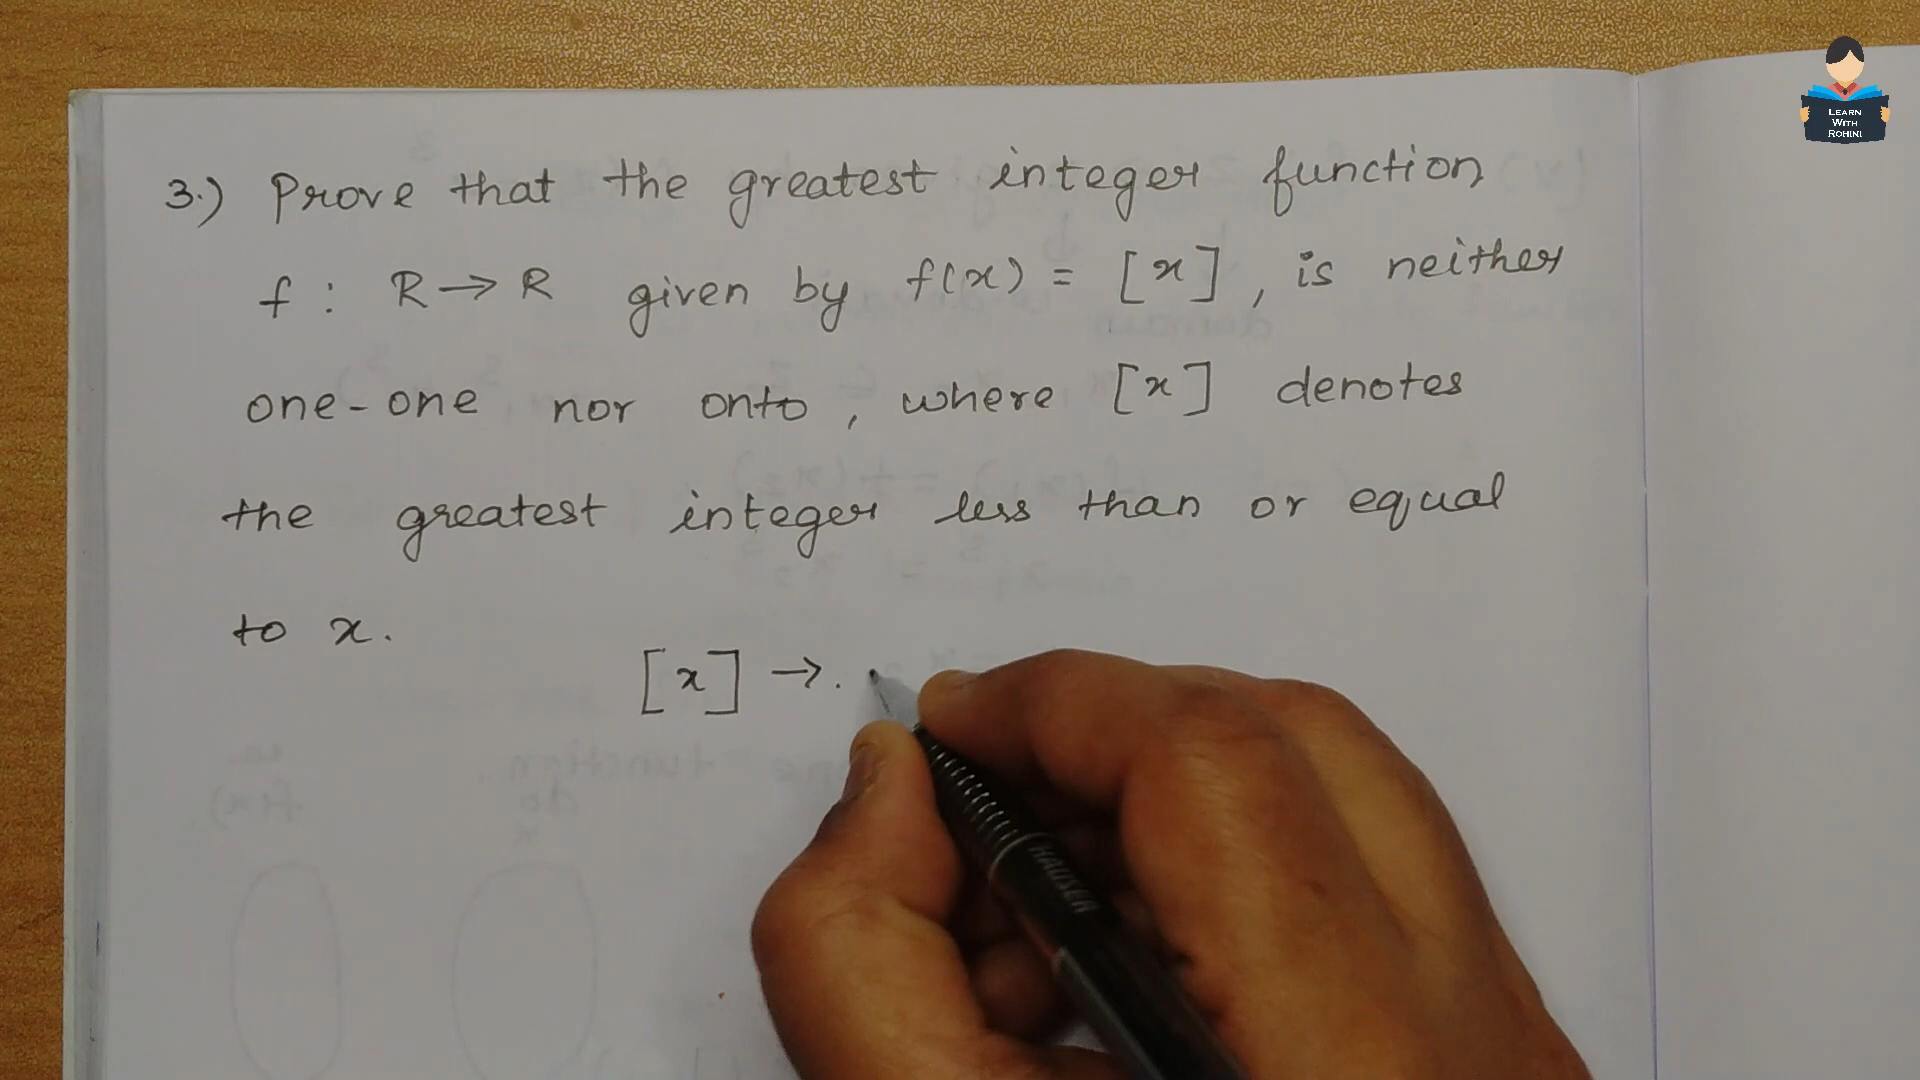 LEARN
WITH
ROHINI
3.) Prove that the greatest integer function
f : R → R given by f(x) = [x], is neither
one-one nor onto, where [x] denotes
the greatest integer less than or equal
to x.
[x] → .
HAUSER